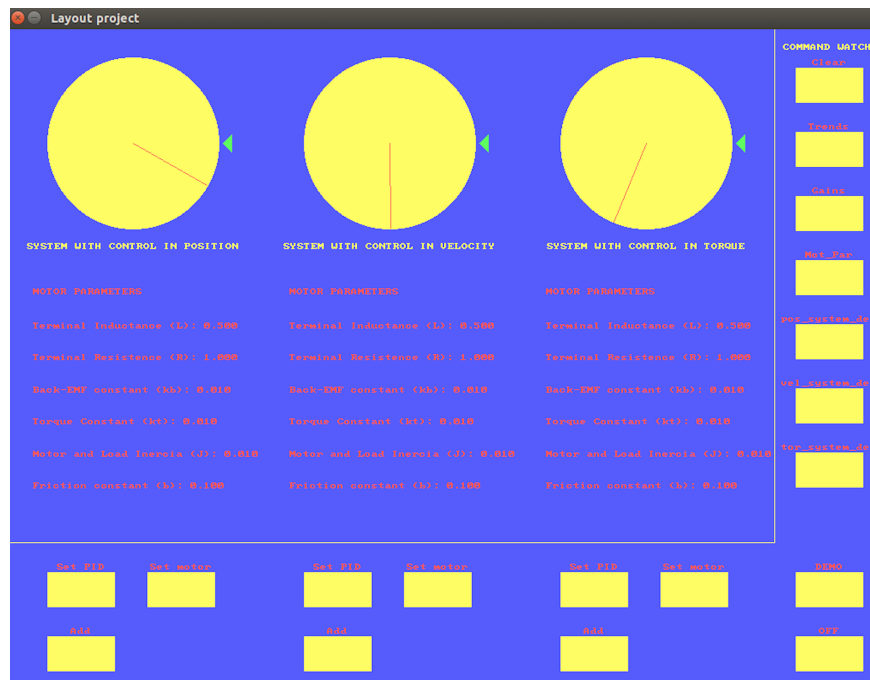 Layout project
COMMAND WATCH
Clear
Trends
Gains
Mot_Par
pos_system_de
vel_system_de
tor_system_de
SYSTEM WITH CONTROL IN POSITION
SYSTEM WITH CONTROL IN VELOCITY
SYSTEM WITH CONTROL IN TORQUE
MOTOR PARAMETERS
Terminal Inductance (L): 0.500
Terminal Resistence (R): 1.000
Back-EMF constant (kb): 0.010
Torque Constant (kt): 0.010
Motor and Load Inercia (J): 0.010
Friction constant (b): 0.100
MOTOR PARAMETERS
Terminal Inductance (L): 0.500
Terminal Resistence (R): 1.000
Back-EMF constant (kb): 0.010
Torque Constant (kt): 0.010
Motor and Load Inercia (J): 0.010
Friction constant (b): 0.100
MOTOR PARAMETERS
Terminal Inductance (L): 0.500
Terminal Resistence (R): 1.000
Back-EMF constant (kb): 0.010
Torque Constant (kt): 0.010
Motor and Load Inercia (J): 0.010
Friction constant (b): 0.100
Set PID
Set motor
Set PID
Set motor
Set PID
Set motor
DEMO
Add
Add
Add
OFF